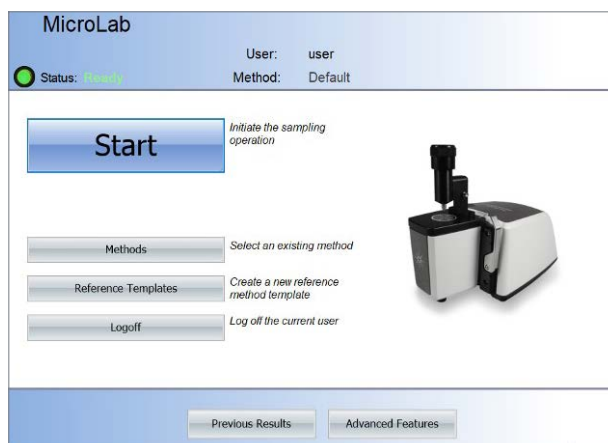 MicroLab
User: user
Status: Ready
Method: Default
Start
Initiate the sampling
operation
Methods
Select an existing method
Reference Templates
Create a new reference
method template
Logoff
Log off the current user
Previous Results
Advanced Features